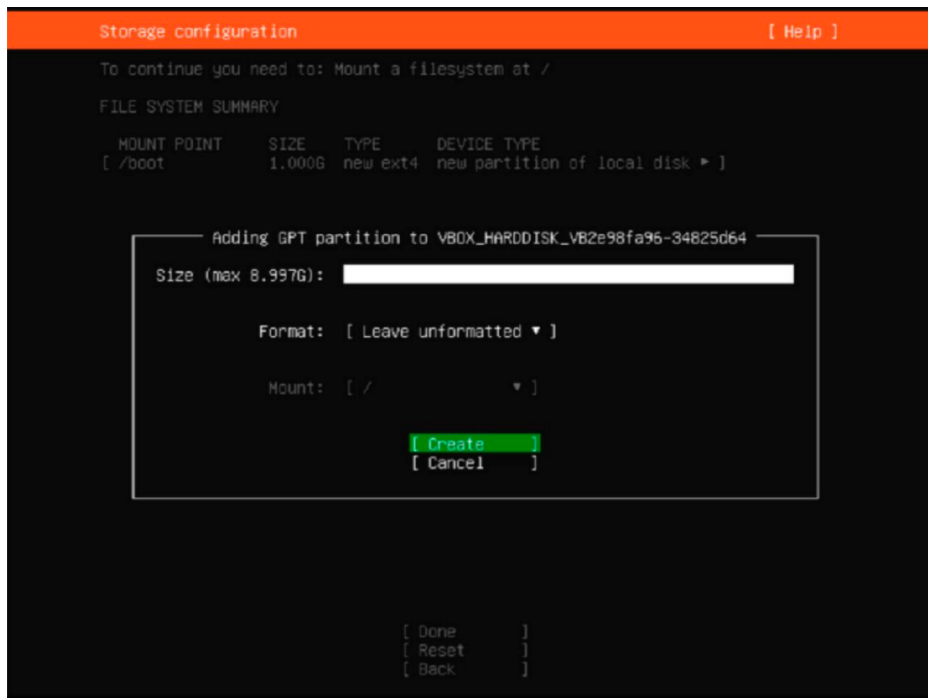 Storage configuration [ Help ]
To continue you need to: Mount a filesystem at /
FILE SYSTEM SUMMARY
MOUNT POINT SIZE TYPE DEVICE TYPE
[ /boot 1.000G new ext4 new partition of local disk ► ]
Adding GPT partition to VBOX_HARDDISK_VB2e98fa96-34825d64
Size (max 8.997G):
Format: [ Leave unformatted ▼ ]
Mount: [ / ▼ ]
[ Create ]
[ Cancel ]
[ Done ]
[ Reset ]
[ Back ]